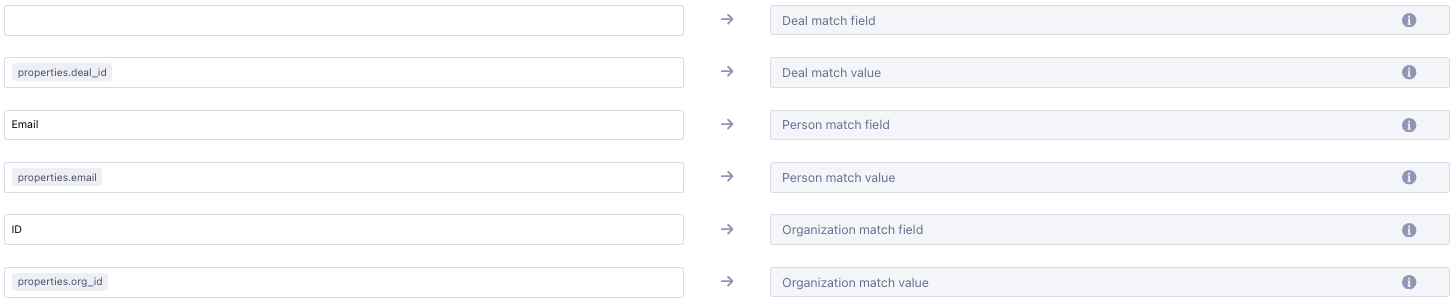 Deal match field
properties.deal_id
Deal match value
Email
Person match field
properties.email
Person match value
ID
Organization match field
properties.org_id
Organization match value